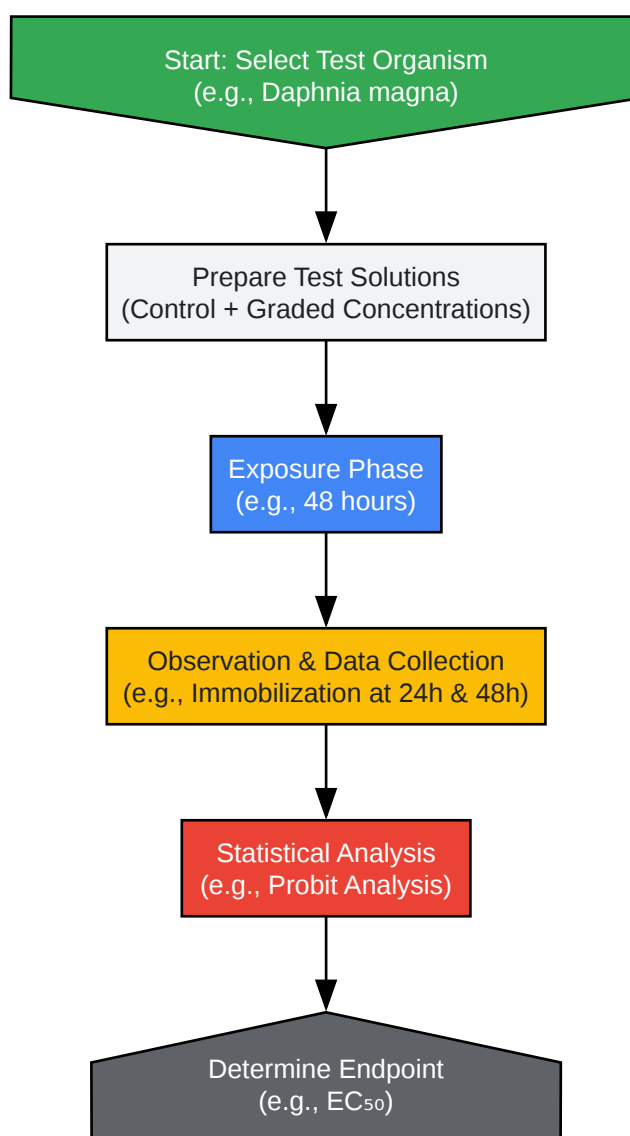 Start: Select Test Organism
(e.g., Daphnia magna)
Prepare Test Solutions
(Control + Graded Concentrations)
Exposure Phase
(e.g., 48 hours)
Observation & Data Collection
(e.g., Immobilization at 24h & 48h)
Statistical Analysis
(e.g., Probit Analysis)
Determine Endpoint
(e.g., EC₅₀)